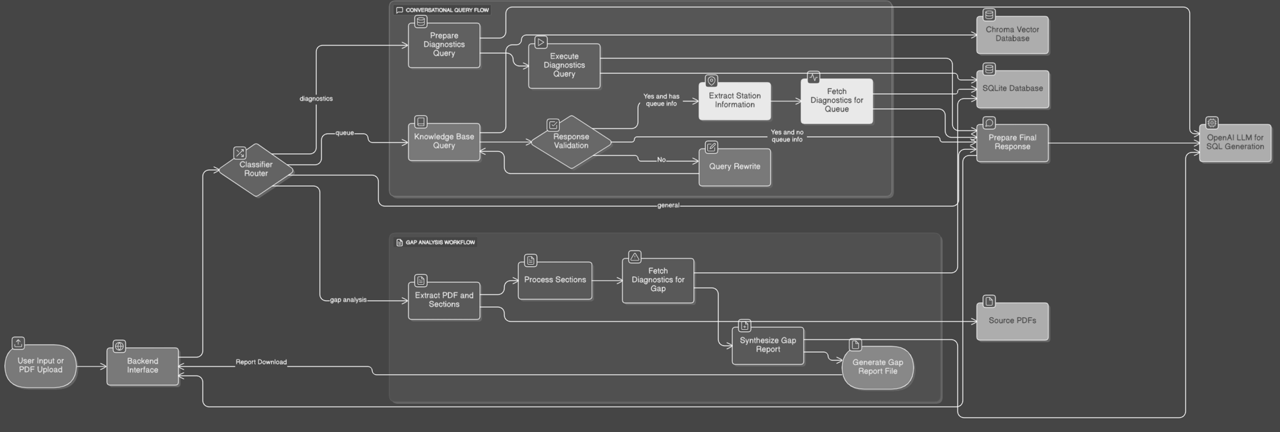 CONVERSATIONAL QUERY FLOW
Prepare
Diagnostics
Query
Execute
Diagnostics
Query
Chroma Vector
Database
SQLite Database
diagnostics
Yes and has
queue info
Extract Station
Information
Fetch
Diagnostics for
Queue
queue
Knowledge Base
Query
Response
Validation
Yes and no
queue info
Prepare Final
Response
OpenAI LLM for
SQL Generation
No
Query Rewrite
Classifier
Router
general
GAP ANALYSIS WORKFLOW
Process Sections
Fetch
Diagnostics for
Gap
gap analysis
Extract PDF and
Sections
Source PDFs
Synthesize Gap
Report
User Input or
PDF Upload
Backend
Interface
Report Download
Generate Gap
Report File